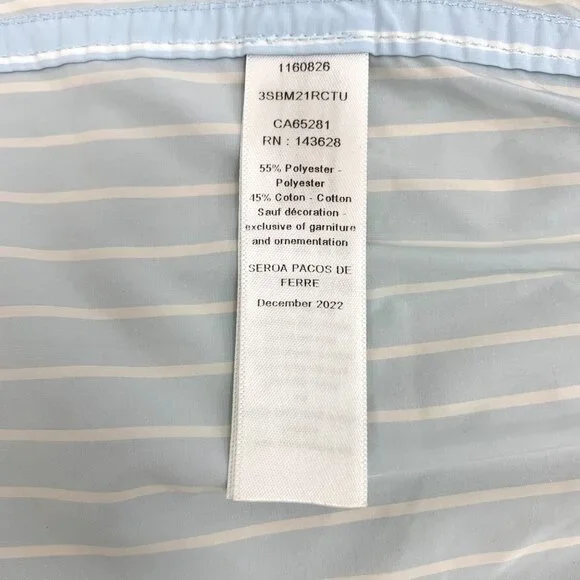 1160826
3SBM21RCTU
CA65281
RN : 143628
55% Polyester -
Polyester
45% Coton - Cotton
Sauf décoration -
exclusive of garniture
and ornementation
SEROA PACOS DE
FERRE
December 2022